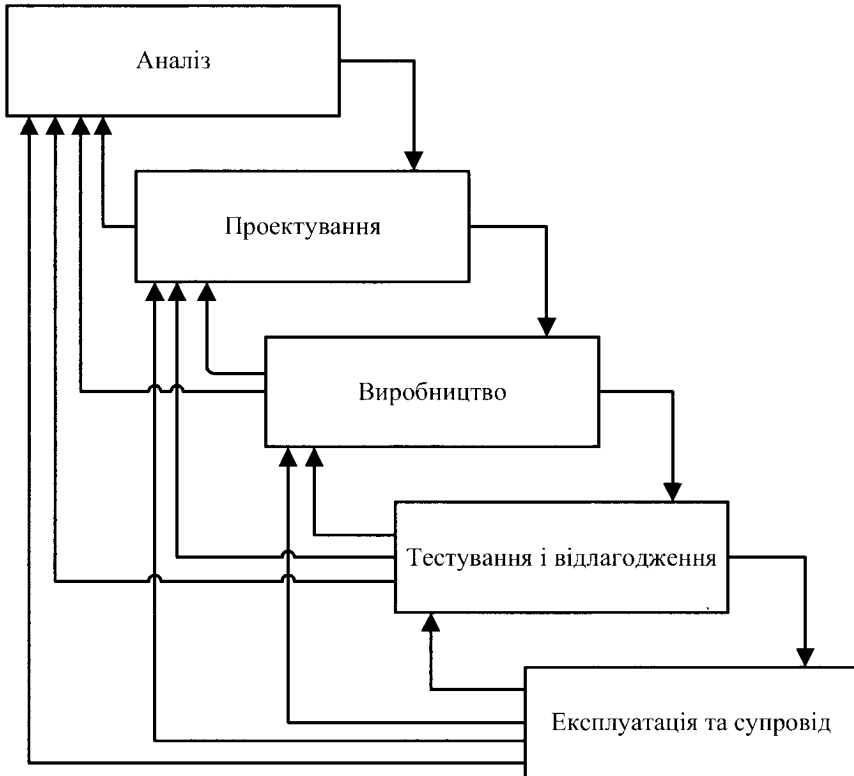 Аналіз
Проектування
Виробництво
Тестування і відлагодження
Експлуатація та супровід